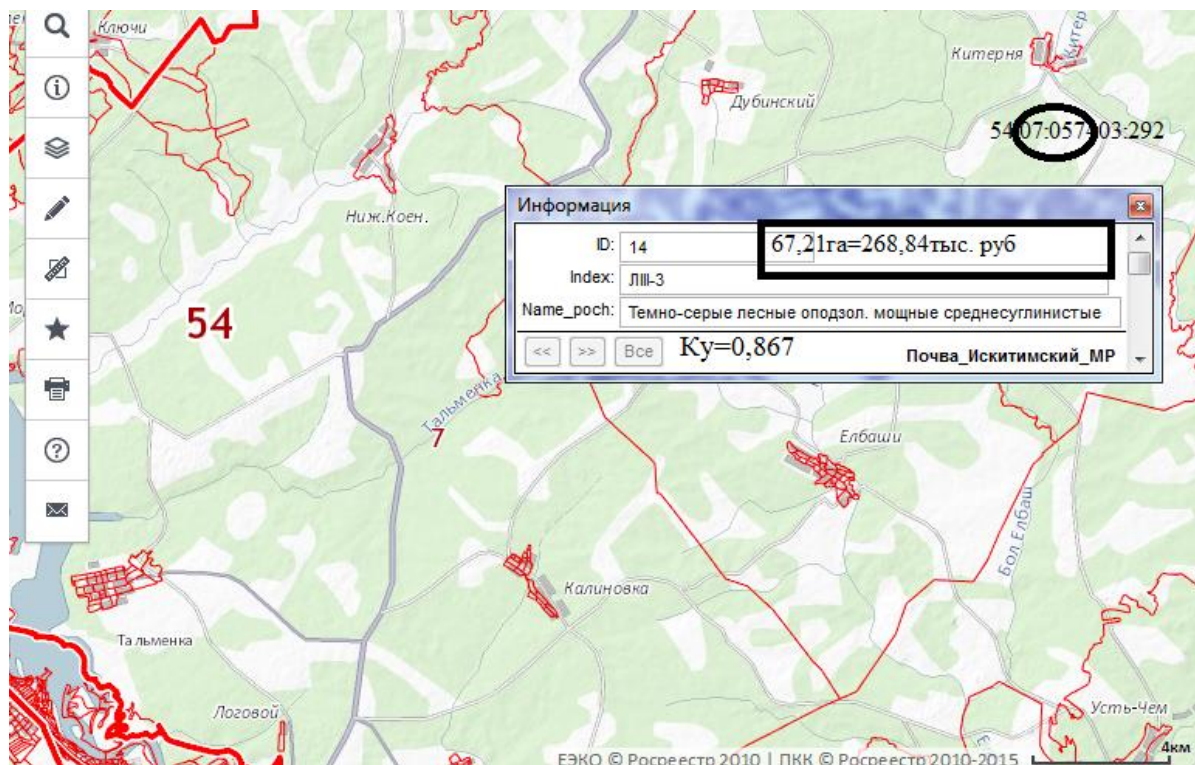 Ключи
Китерня
Дубинский
54:07:057403:292
Ниж.Коен.
Информация
ID: 14
67,21га=268,84тыс. руб
Index: ЛIII-3
Name_poch: Темно-серые лесные оподзол. мощные среднесуглинистые
<< >> Все Ку=0,867 Почва_Искитимский_МР
54
Тальменка
7
Елбаши
Бол.Елбаш
Калиновка
Тальменка
Логовой
Усть-Чем
4км
ЕЭКО © Росреестр 2010 | ПКК © Росреестр 2010-2015